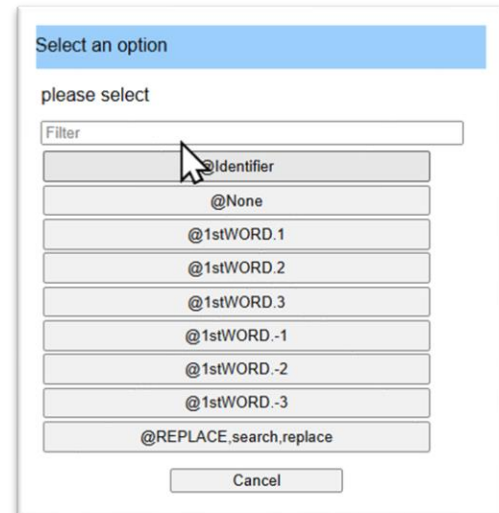 Select an option
please select
Filter
@Identifier
@None
@1stWORD.1
@1stWORD.2
@1stWORD.3
@1stWORD.-1
@1stWORD.-2
@1stWORD.-3
@REPLACE,search,replace
Cancel